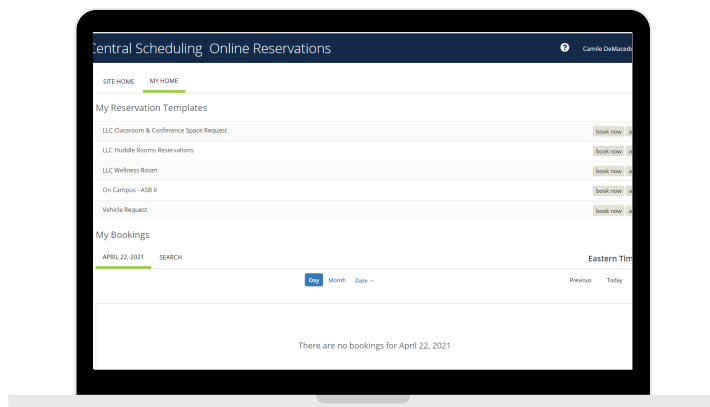 Central Scheduling Online Reservations
? Camile DeMacedo
SITE HOME MY HOME
My Reservation Templates
LLC Classroom & Conference Space Request book now a
LLC Huddle Rooms Reservations book now a
LLC Wellness Room book now a
On Campus - ASB II book now a
Vehicle Request book now a
My Bookings
APRIL 22, 2021 SEARCH Eastern Tim
Day Month Date Previous Today
There are no bookings for April 22, 2021